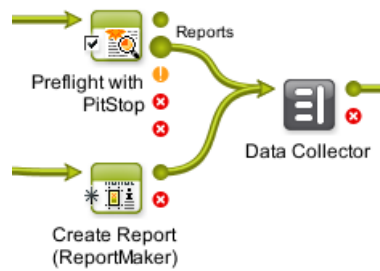 Reports
Preflight with
PitStop
Data Collector
Create Report
(ReportMaker)